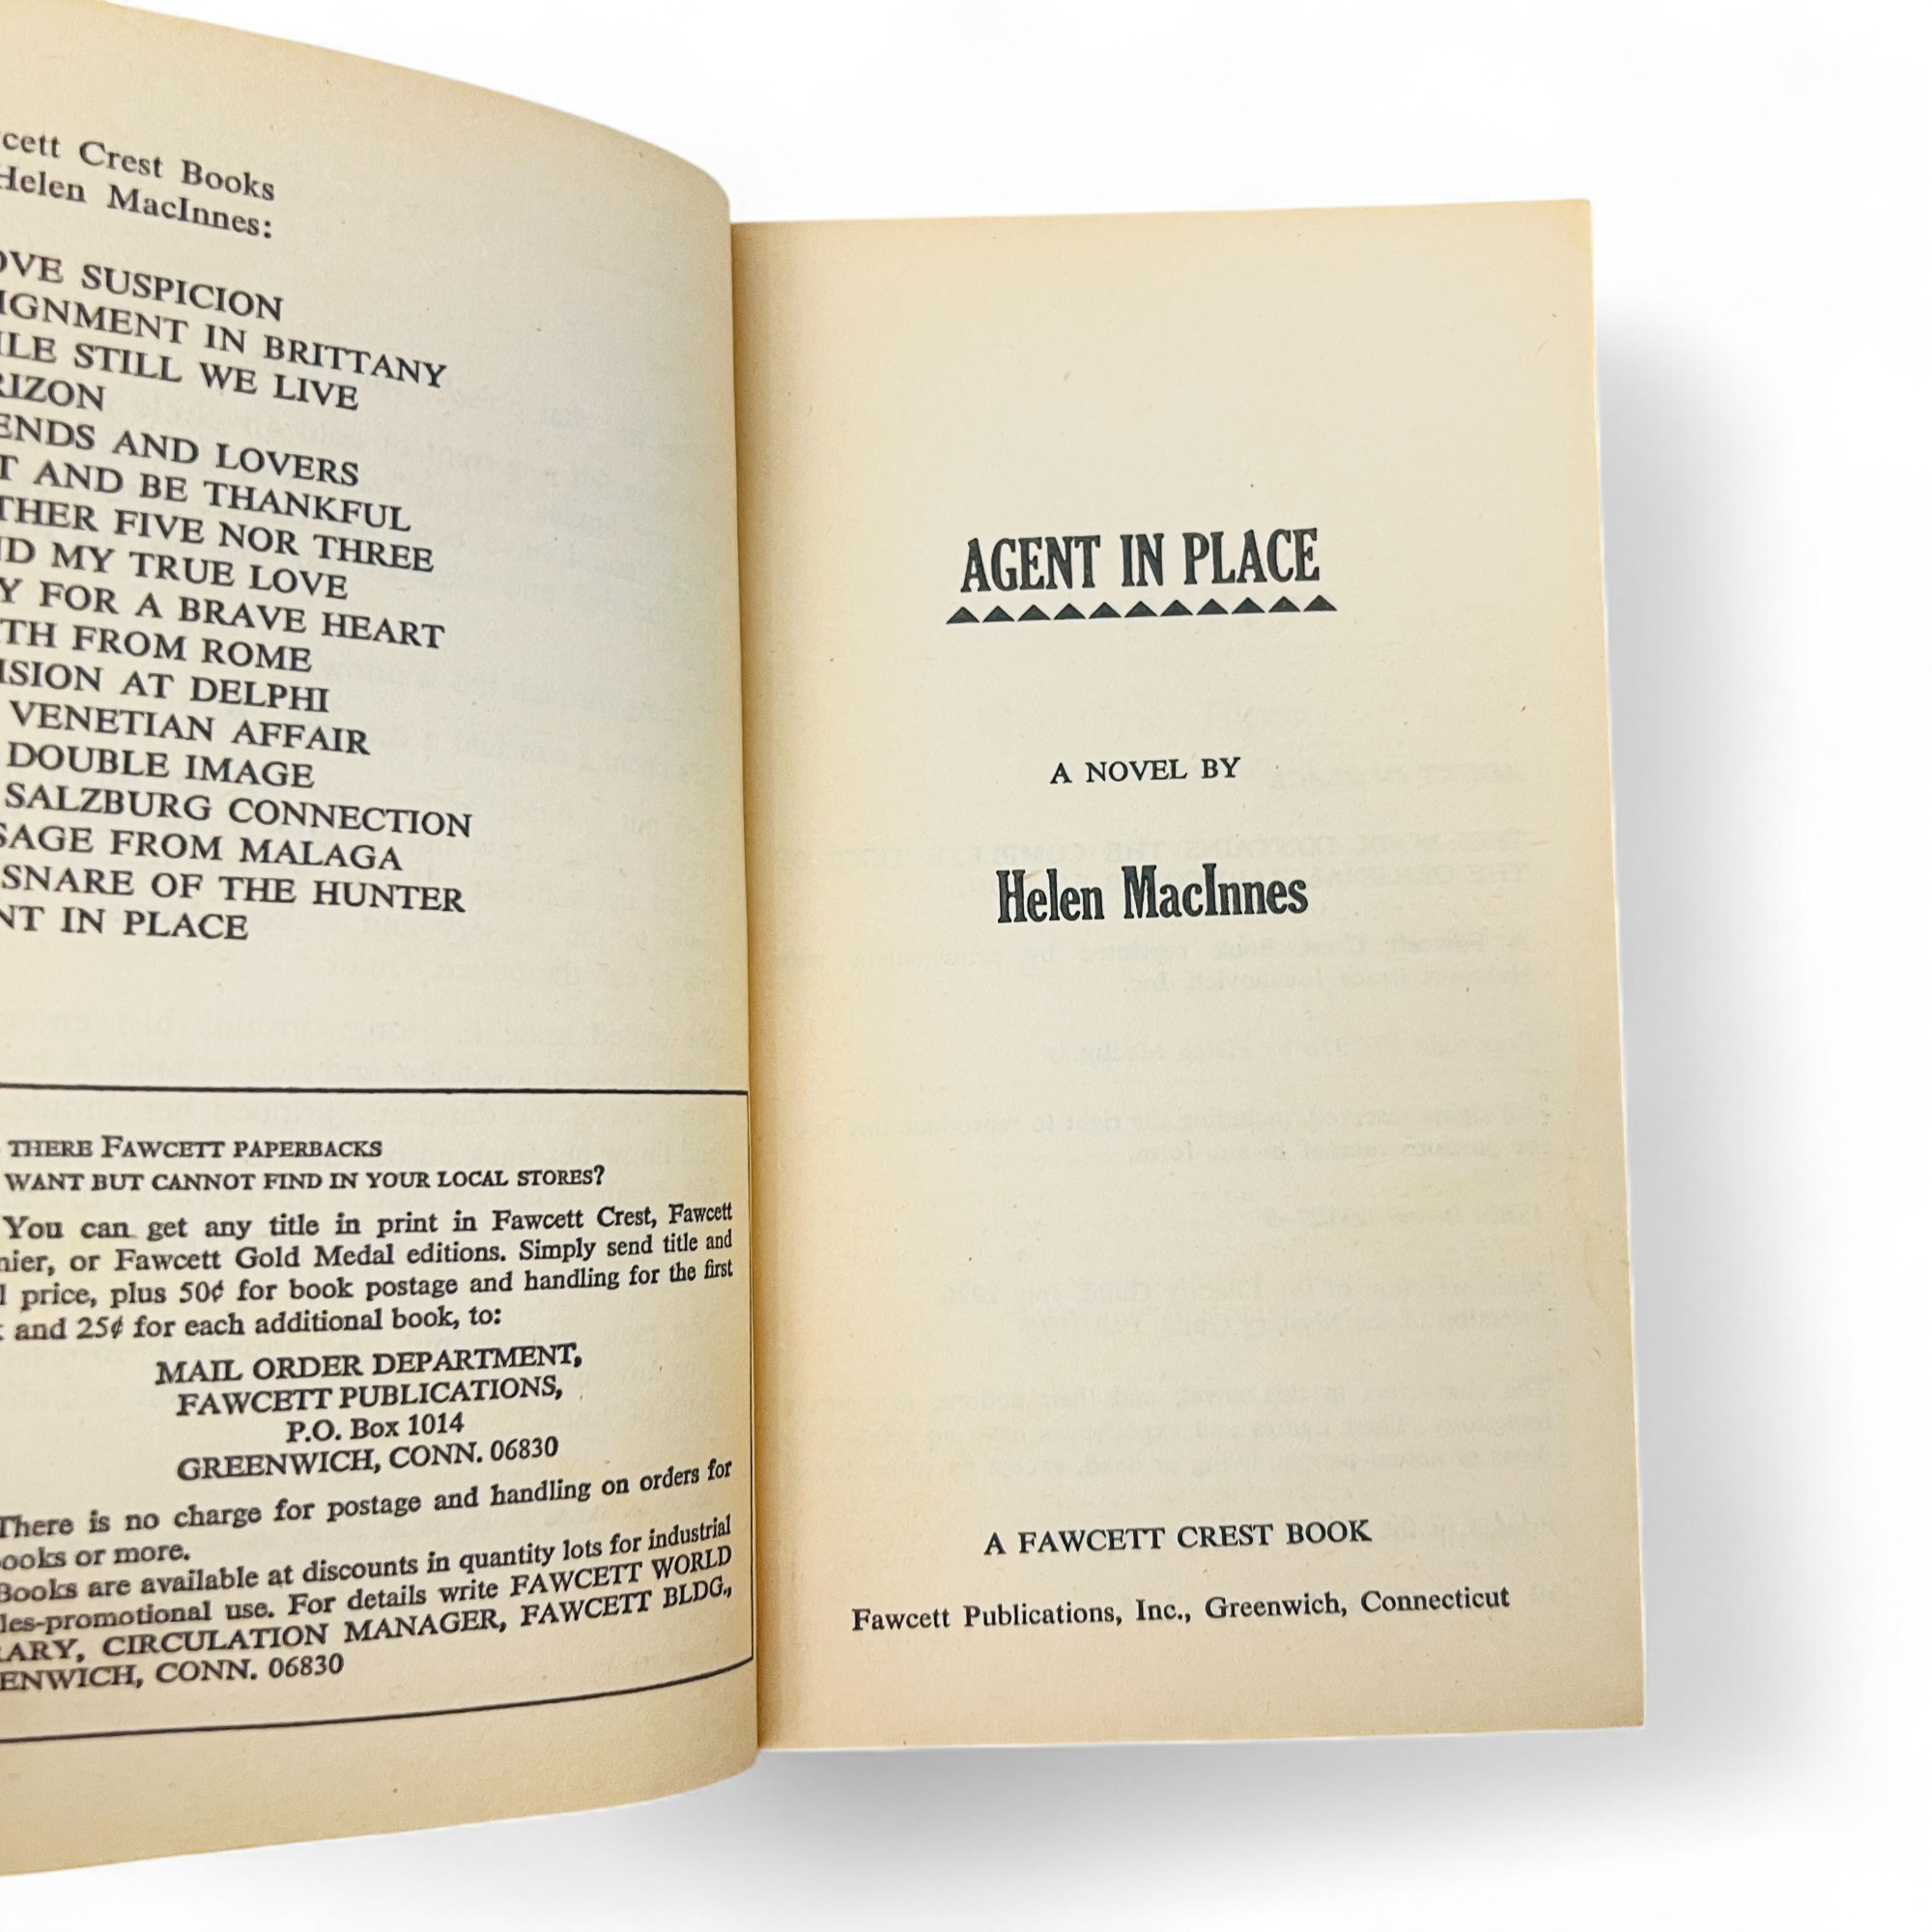 cett Crest Books
Helen MacInnes:
OVE SUSPICION
IGNMENT IN BRITTANY
ILE STILL WE LIVE
RIZON
ENDS AND LOVERS
T AND BE THANKFUL
THER FIVE NOR THREE
ND MY TRUE LOVE
Y FOR A BRAVE HEART
TH FROM ROME
ISION AT DELPHI
VENETIAN AFFAIR
DOUBLE IMAGE
SALZBURG CONNECTION
SAGE FROM MALAGA
SNARE OF THE HUNTER
NT IN PLACE
THERE FAWCETT PAPERBACKS
WANT BUT CANNOT FIND IN YOUR LOCAL STORES?
You can get any title in print in Fawcett Crest, Fawcett
nier, or Fawcett Gold Medal editions. Simply send title and
l price, plus 50¢ for book postage and handling for the first
and 25¢ for each additional book, to:
MAIL ORDER DEPARTMENT,
FAWCETT PUBLICATIONS,
P.O. Box 1014
GREENWICH, CONN. 06830
There is no charge for postage and handling on orders for
ooks or more.
Books are available at discounts in quantity lots for industrial
les-promotional use. For details write FAWCETT WORLD
RARY, CIRCULATION MANAGER, FAWCETT BLDG.,
ENWICH, CONN. 06830
AGENT IN PLACE
A NOVEL BY
Helen MacInnes
A FAWCETT CREST BOOK
Fawcett Publications, Inc., Greenwich, Connecticut